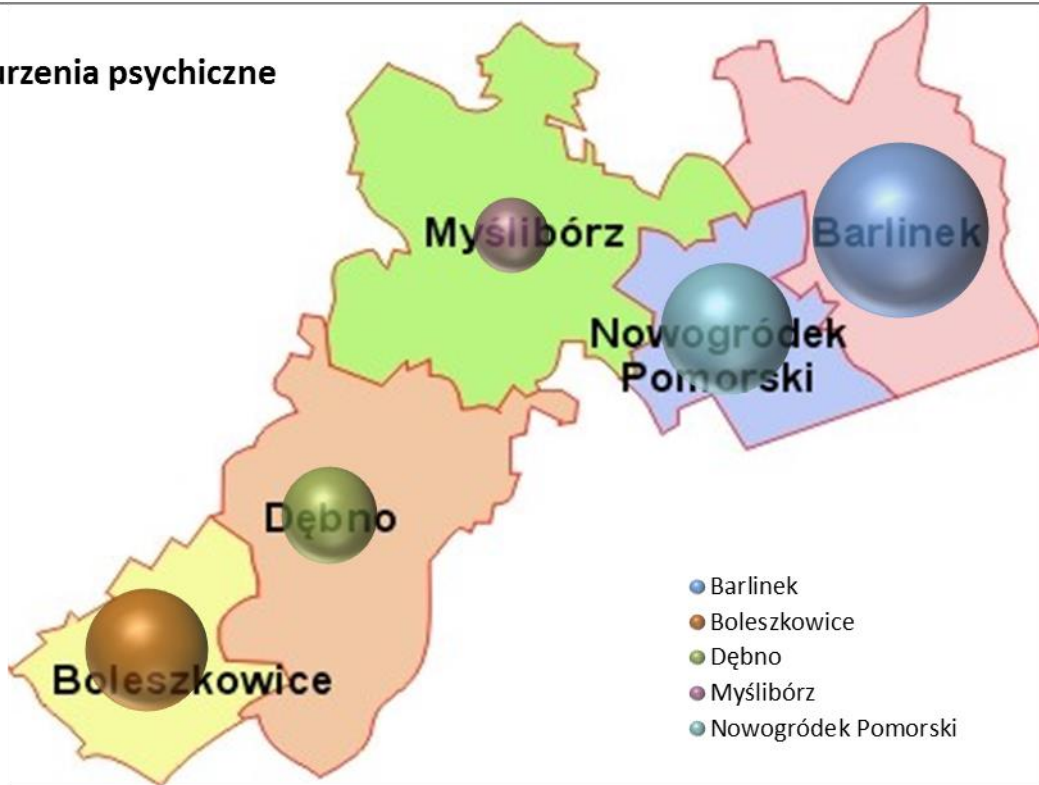 urzenia psychiczne
Myślibórz
Barlinek
Nowogródek
Pomorski
Dębno
Boleszkowice
Barlinek
Boleszkowice
Dębno
Myślibórz
Nowogródek Pomorski